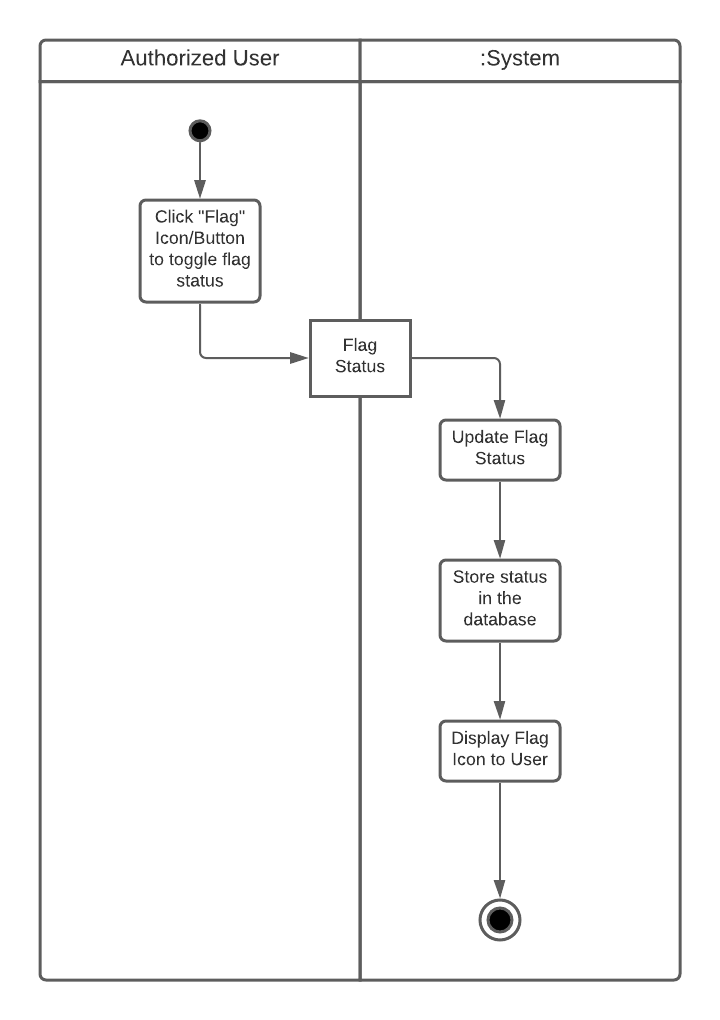 Authorized User
:System
Click "Flag"
Icon/Button
to toggle flag
status
Flag
Status
Update Flag
Status
Store status
in the
database
Display Flag
Icon to User